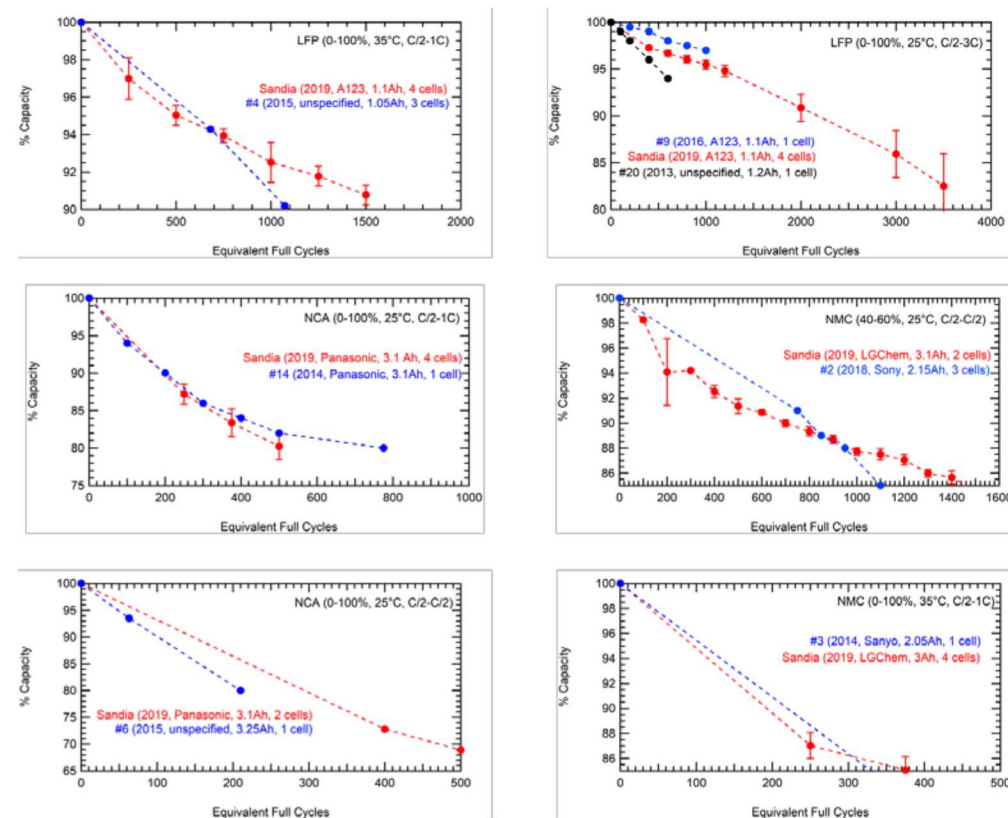 100
98
96
94
92
90
% Capacity
LFP (0-100%, 35°C, C/2-1C)
Sandia (2019, A123, 1.1Ah, 4 cells)
#4 (2015, unspecified, 1.05Ah, 3 cells)
0 500 1000 1500 2000
Equivalent Full Cycles
100
95
90
85
80
% Capacity
LFP (0-100%, 25°C, C/2-3C)
#9 (2016, A123, 1.1Ah, 1 cell)
Sandia (2019, A123, 1.1Ah, 4 cells)
#20 (2013, unspecified, 1.2Ah, 1 cell)
0 1000 2000 3000 4000
Equivalent Full Cycles
100
95
90
85
80
75
% Capacity
NCA (0-100%, 25°C, C/2-1C)
Sandia (2019, Panasonic, 3.1 Ah, 4 cells)
#14 (2014, Panasonic, 3.1Ah, 1 cell)
0 200 400 600 800 1000
Equivalent Full Cycles
100
98
96
94
92
90
88
86
% Capacity
NMC (40-60%, 25°C, C/2-C/2)
Sandia (2019, LGChem, 3.1Ah, 2 cells)
#2 (2018, Sony, 2.15Ah, 3 cells)
0 200 400 600 800 1000 1200 1400 1600
Equivalent Full Cycles
100
95
90
85
80
75
70
65
% Capacity
NCA (0-100%, 25°C, C/2-C/2)
Sandia (2019, Panasonic, 3.1Ah, 2 cells)
#6 (2015, unspecified, 3.25Ah, 1 cell)
0 100 200 300 400 500
Equivalent Full Cycles
100
98
96
94
92
90
88
86
% Capacity
NMC (0-100%, 35°C, C/2-1C)
#3 (2014, Sanyo, 2.05Ah, 1 cell)
Sandia (2019, LGChem, 3Ah, 4 cells)
0 100 200 300 400 500
Equivalent Full Cycles